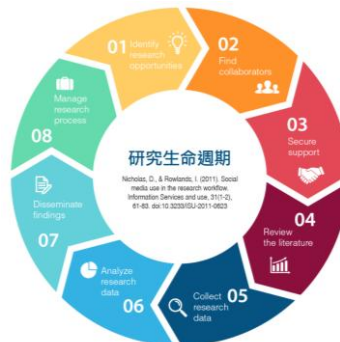 01 Identify
research
opportunities
02
Find
collaborators
03
Secure
support
04
Review
the literature
05
Collect
research
data
06
Analyze
research
data
07
Disseminate
findings
08
Manage
research
process
研究生命週期
Nicholas, D., & Rowlands, I. (2011). Social
media use in the research workflow.
Information Services and use, 31(1-2),
61-83. doi:10.3233/ISU-2011-0623